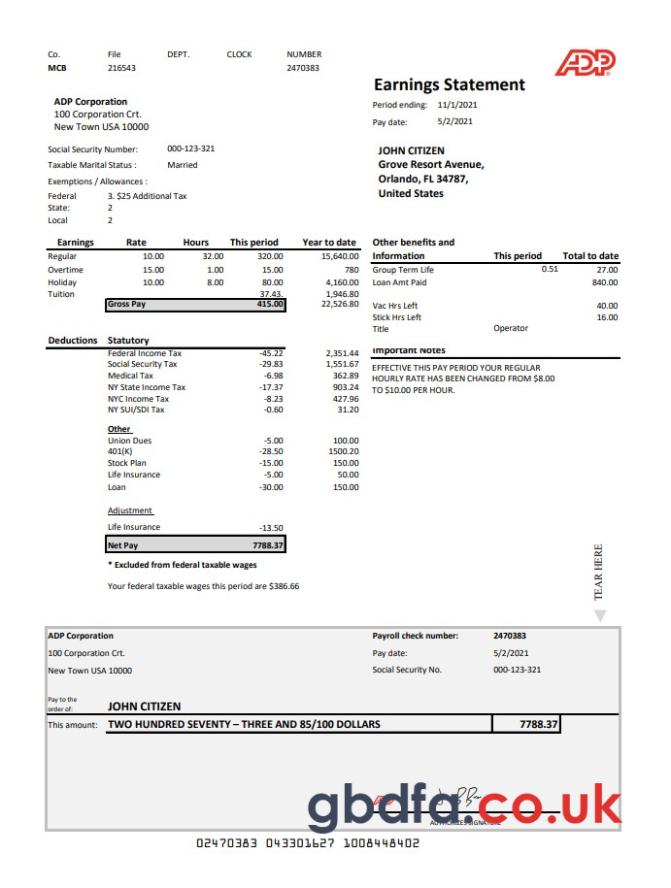 Co. File DEPT. CLOCK NUMBER
MCB 216543 2470383
ADP
Earnings Statement
ADP Corporation
100 Corporation Crt.
New Town USA 10000
Period ending: 11/1/2021
Pay date: 5/2/2021
Social Security Number: 000-123-321
Taxable Marital Status : Married
Exemptions / Allowances :
Federal 3. $25 Additional Tax
State: 2
Local 2
JOHN CITIZEN
Grove Resort Avenue,
Orlando, FL 34787,
United States
Earnings Rate Hours This period Year to date
Regular 10.00 32.00 320.00 15,640.00
Overtime 15.00 1.00 15.00 780
Holiday 10.00 8.00 80.00 4,160.00
Tuition 37.43. 1,946.80
Gross Pay 415.00 22,526.80
Other benefits and
Information This period Total to date
Group Term Life 0.51 27.00
Loan Amt Paid 840.00
Vac Hrs Left 40.00
Stick Hrs Left 16.00
Title Operator
Important Notes
EFFECTIVE THIS PAY PERIOD YOUR REGULAR
HOURLY RATE HAS BEEN CHANGED FROM $8.00
TO $10.00 PER HOUR.
Deductions Statutory
Federal Income Tax -45.22 2,351.44
Social Security Tax -29.83 1,551.67
Medical Tax -6.98 362.89
NY State Income Tax -17.37 903.24
NYC Income Tax -8.23 427.96
NY SUI/SDI Tax -0.60 31.20
Other
Union Dues -5.00 100.00
401(K) -28.50 1500.20
Stock Plan -15.00 150.00
Life Insurance -5.00 50.00
Loan -30.00 150.00
Adjustment
Life Insurance -13.50
Net Pay 7788.37
* Excluded from federal taxable wages
Your federal taxable wages this period are $386.66
TEAR HERE
ADP Corporation
100 Corporation Crt.
New Town USA 10000
Payroll check number: 2470383
Pay date: 5/2/2021
Social Security No. 000-123-321
Pay to the
order of: JOHN CITIZEN
This amount: TWO HUNDRED SEVENTY – THREE AND 85/100 DOLLARS 7788.37
gbdfa.co.uk
AUTHORIZED SIGNATURE
02470383 043301627 1008448402